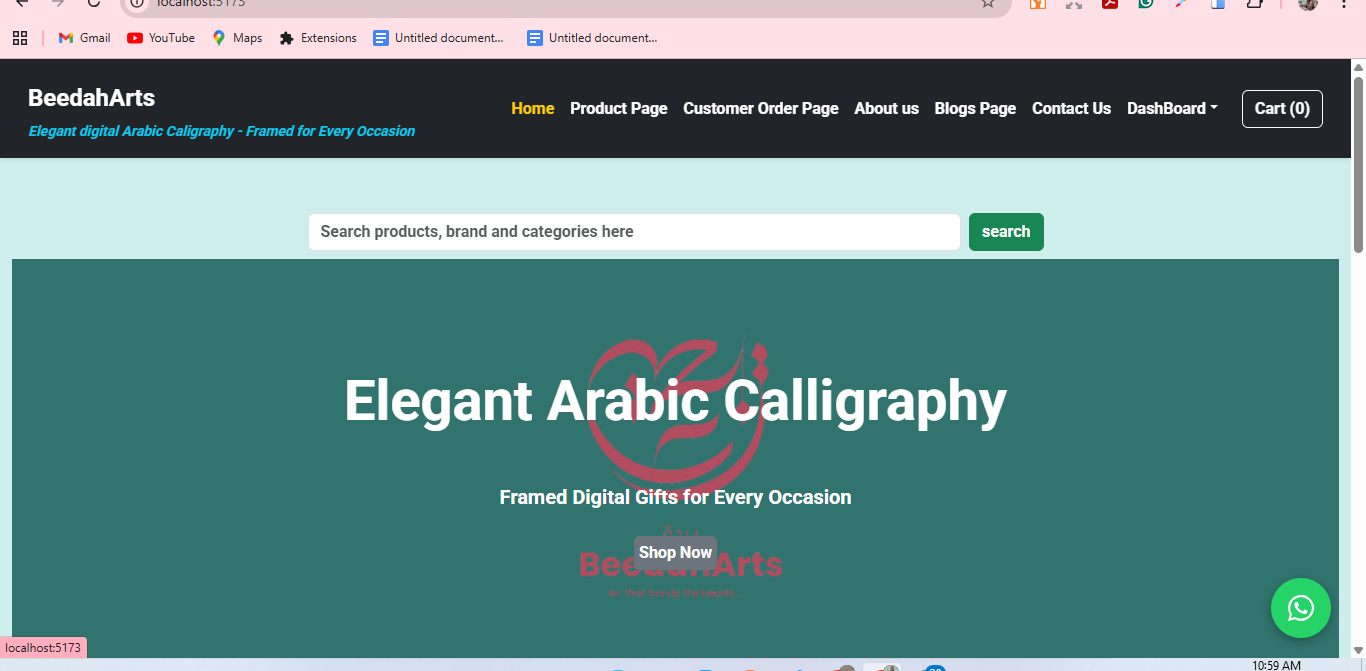 localhost:5173
Gmail
YouTube
Maps
Extensions
Untitled document...
Untitled document...
BeedahArts
Elegant digital Arabic Caligraphy - Framed for Every Occasion
Home Product Page Customer Order Page About us Blogs Page Contact Us DashBoard Cart (0)
Search products, brand and categories here search
Elegant Arabic Calligraphy
Framed Digital Gifts for Every Occasion
Shop Now
BeedahArts
localhost:5173
10:59 AM